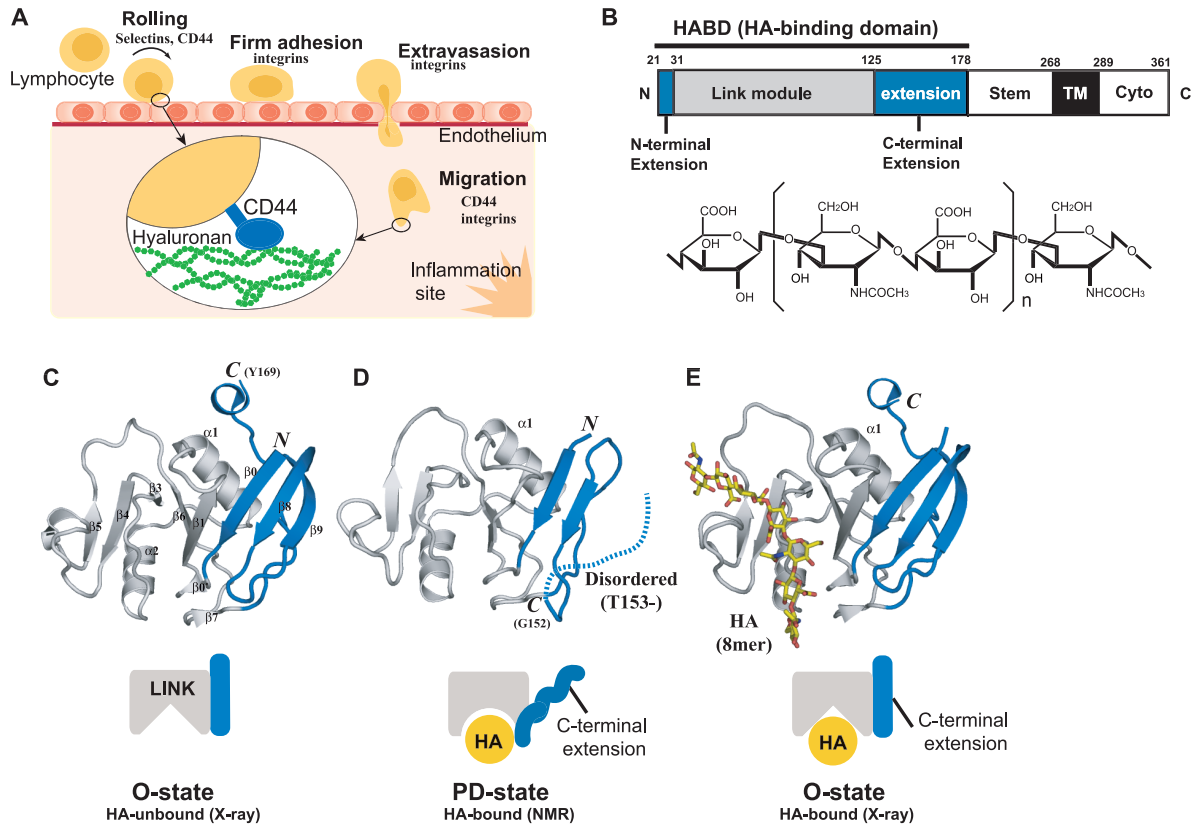 A
Rolling
Selectins, CD44
Lymphocyte
Firm adhesion
integrins
Extravasasion
integrins
Endothelium
Migration
CD44
integrins
CD44
Hyaluronan
Inflammation
site
B
HABD (HA-binding domain)
21 31 125 178 268 289 361
N Link module extension Stem TM Cyto C
N-terminal
Extension
C-terminal
Extension
COOH CH2OH COOH CH2OH
O O O O O O O O O
OH HO OH HO
OH NHCOCH3 OH NHCOCH3
n
C
C (Y169)
N
α1
β0
β3
β5 β4 β6 β1 β8 β9
α2
β0'
β7
LINK
O-state
HA-unbound (X-ray)
D
α1
N
Disordered
(T153-)
C
(G152)
HA
C-terminal
extension
PD-state
HA-bound (NMR)
E
C
α1
HA
(8mer)
HA
C-terminal
extension
O-state
HA-bound (X-ray)